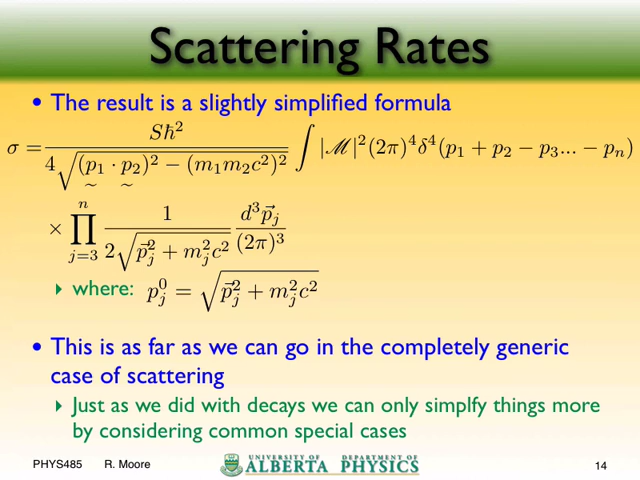 Scattering Rates
• The result is a slightly simplified formula
σ = Sħ² / 4√((p₁ · p₂)² − (m₁m₂c²)²) ∫ |ℳ|²(2π)⁴δ⁴(p₁ + p₂ − p₃... − pₙ)
× ∏ⁿⱼ₌₃ 1 / 2√(p⃗ⱼ² + mⱼ²c²) d³p⃗ⱼ / (2π)³
▸ where: pⱼ⁰ = √(p⃗ⱼ² + mⱼ²c²)
• This is as far as we can go in the completely generic
case of scattering
▸ Just as we did with decays we can only simplfy things more
by considering common special cases
PHYS485 R. Moore UNIVERSITY OF ALBERTA DEPARTMENT OF PHYSICS 14